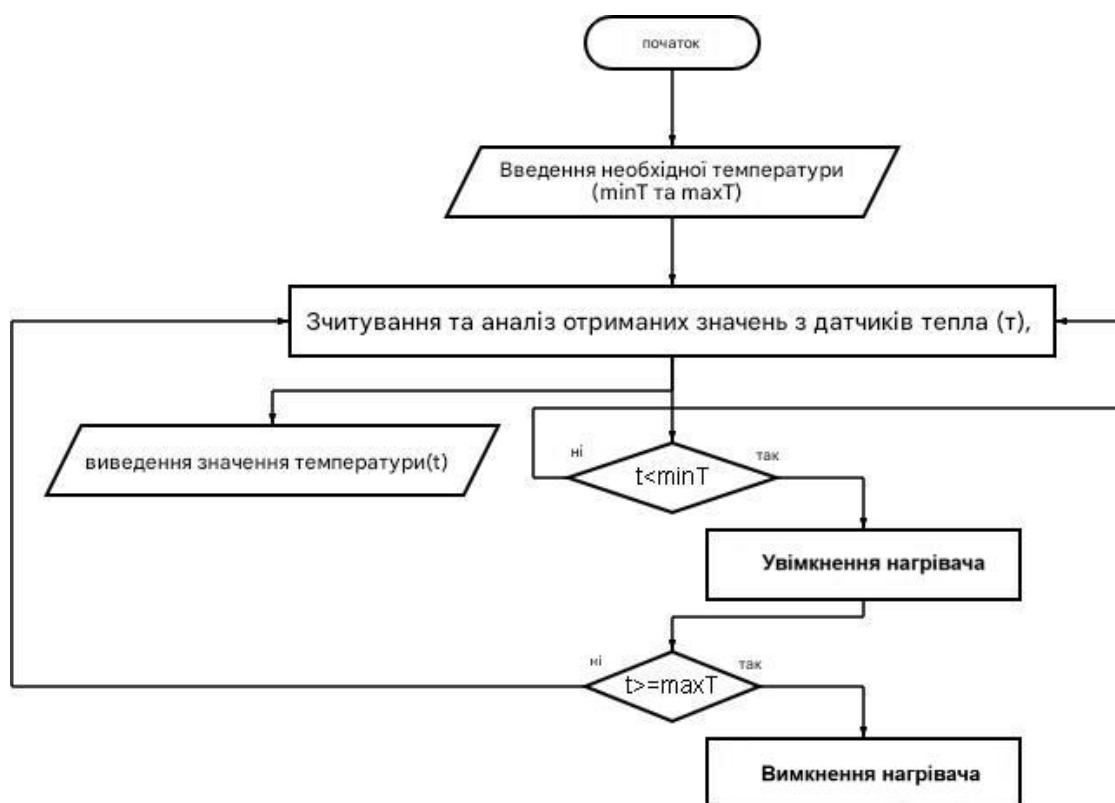 початок
Введення необхідної температури
(minT та maxT)
Зчитування та аналіз отриманих значень з датчиків тепла (т),
виведення значення температури(t)
ні
t<minT
так
Увімкнення нагрівача
ні
t>=maxT
так
Вимкнення нагрівача